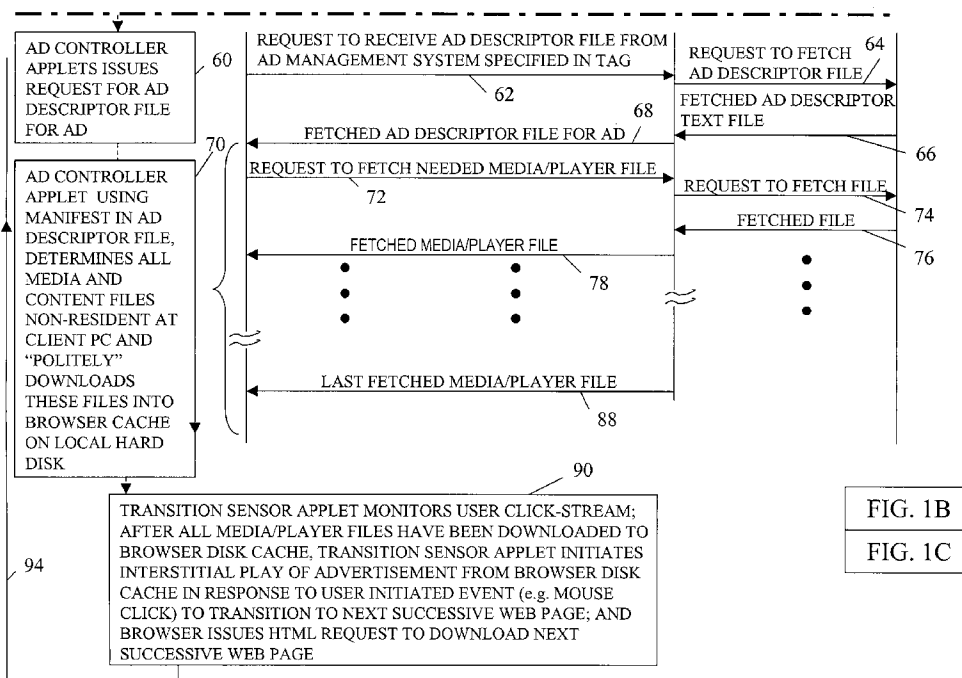 AD CONTROLLER
APPLETS ISSUES
REQUEST FOR AD
DESCRIPTOR FILE
FOR AD
60
REQUEST TO RECEIVE AD DESCRIPTOR FILE FROM
AD MANAGEMENT SYSTEM SPECIFIED IN TAG
62
REQUEST TO FETCH
AD DESCRIPTOR FILE
64
FETCHED AD DESCRIPTOR
TEXT FILE
66
FETCHED AD DESCRIPTOR FILE FOR AD
68
70
AD CONTROLLER
APPLET USING
MANIFEST IN AD
DESCRIPTOR FILE,
DETERMINES ALL
MEDIA AND
CONTENT FILES
NON-RESIDENT AT
CLIENT PC AND
“POLITELY”
DOWNLOADS
THESE FILES INTO
BROWSER CACHE
ON LOCAL HARD
DISK
REQUEST TO FETCH NEEDED MEDIA/PLAYER FILE
72
REQUEST TO FETCH FILE
74
FETCHED FILE
76
FETCHED MEDIA/PLAYER FILE
78
LAST FETCHED MEDIA/PLAYER FILE
88
90
TRANSITION SENSOR APPLET MONITORS USER CLICK-STREAM;
AFTER ALL MEDIA/PLAYER FILES HAVE BEEN DOWNLOADED TO
BROWSER DISK CACHE, TRANSITION SENSOR APPLET INITIATES
INTERSTITIAL PLAY OF ADVERTISEMENT FROM BROWSER DISK
CACHE IN RESPONSE TO USER INITIATED EVENT (e.g. MOUSE
CLICK) TO TRANSITION TO NEXT SUCCESSIVE WEB PAGE; AND
BROWSER ISSUES HTML REQUEST TO DOWNLOAD NEXT
SUCCESSIVE WEB PAGE
94
FIG. 1B
FIG. 1C